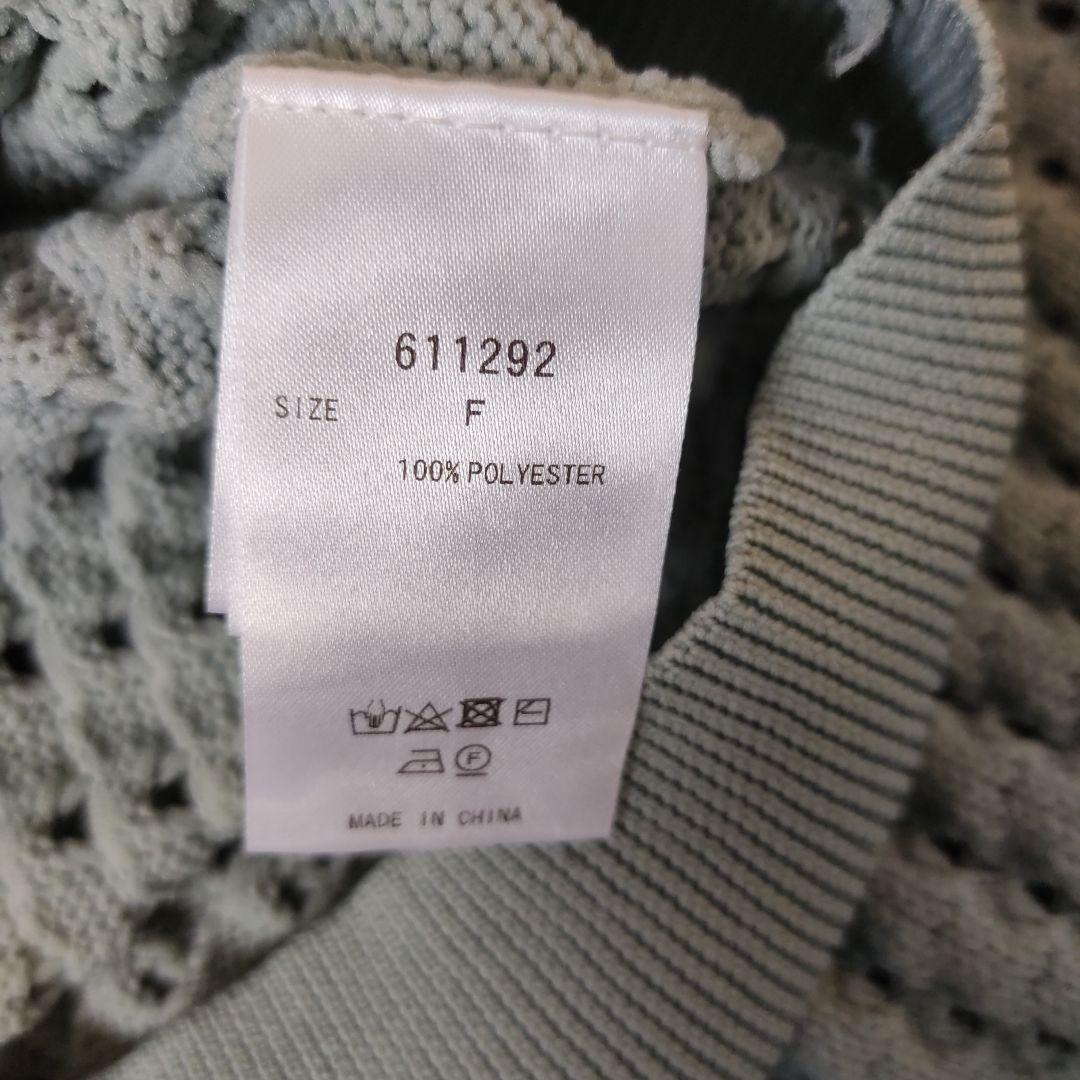 611292
SIZE F
100% POLYESTER
F
MADE IN CHINA